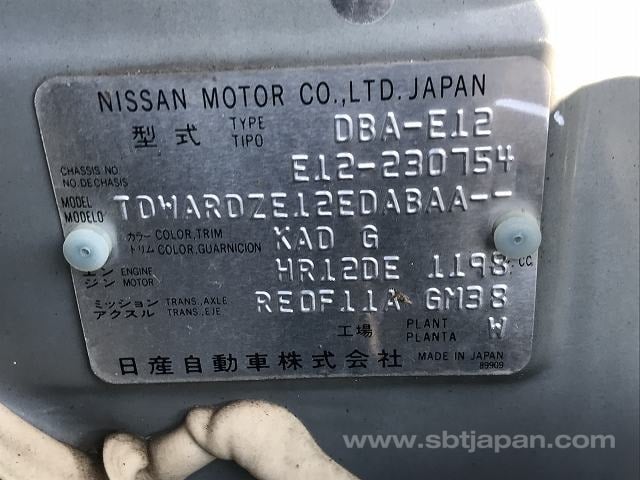 NISSAN MOTOR CO.,LTD. JAPAN
型式 TYPE TIPO DBA-E12
CHASSIS NO. NO.DE CHASIS E12-230754
MODEL MODELO TDWARDZE12EDABAA--
カラー COLOR,TRIM トリム COLOR,GUARNICION KAD G
エンジン ENGINE MOTOR HR12DE 1198 CC
ミッション TRANS.,AXLE アクスル TRANS.,EJE RE0F11A GM38
工場 PLANT PLANTA W
日産自動車株式会社 MADE IN JAPAN
89909
www.sbtjapan.com